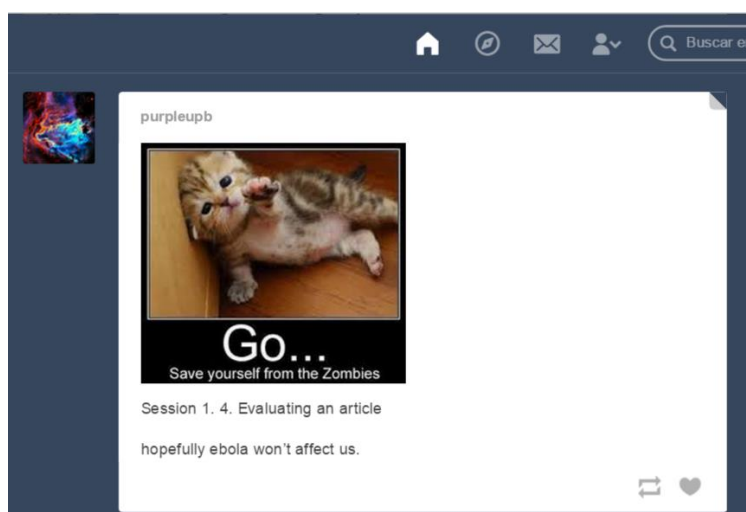 Buscar e
purpleupb
Go...
Save yourself from the Zombies
Session 1. 4. Evaluating an article
hopefully ebola won't affect us.